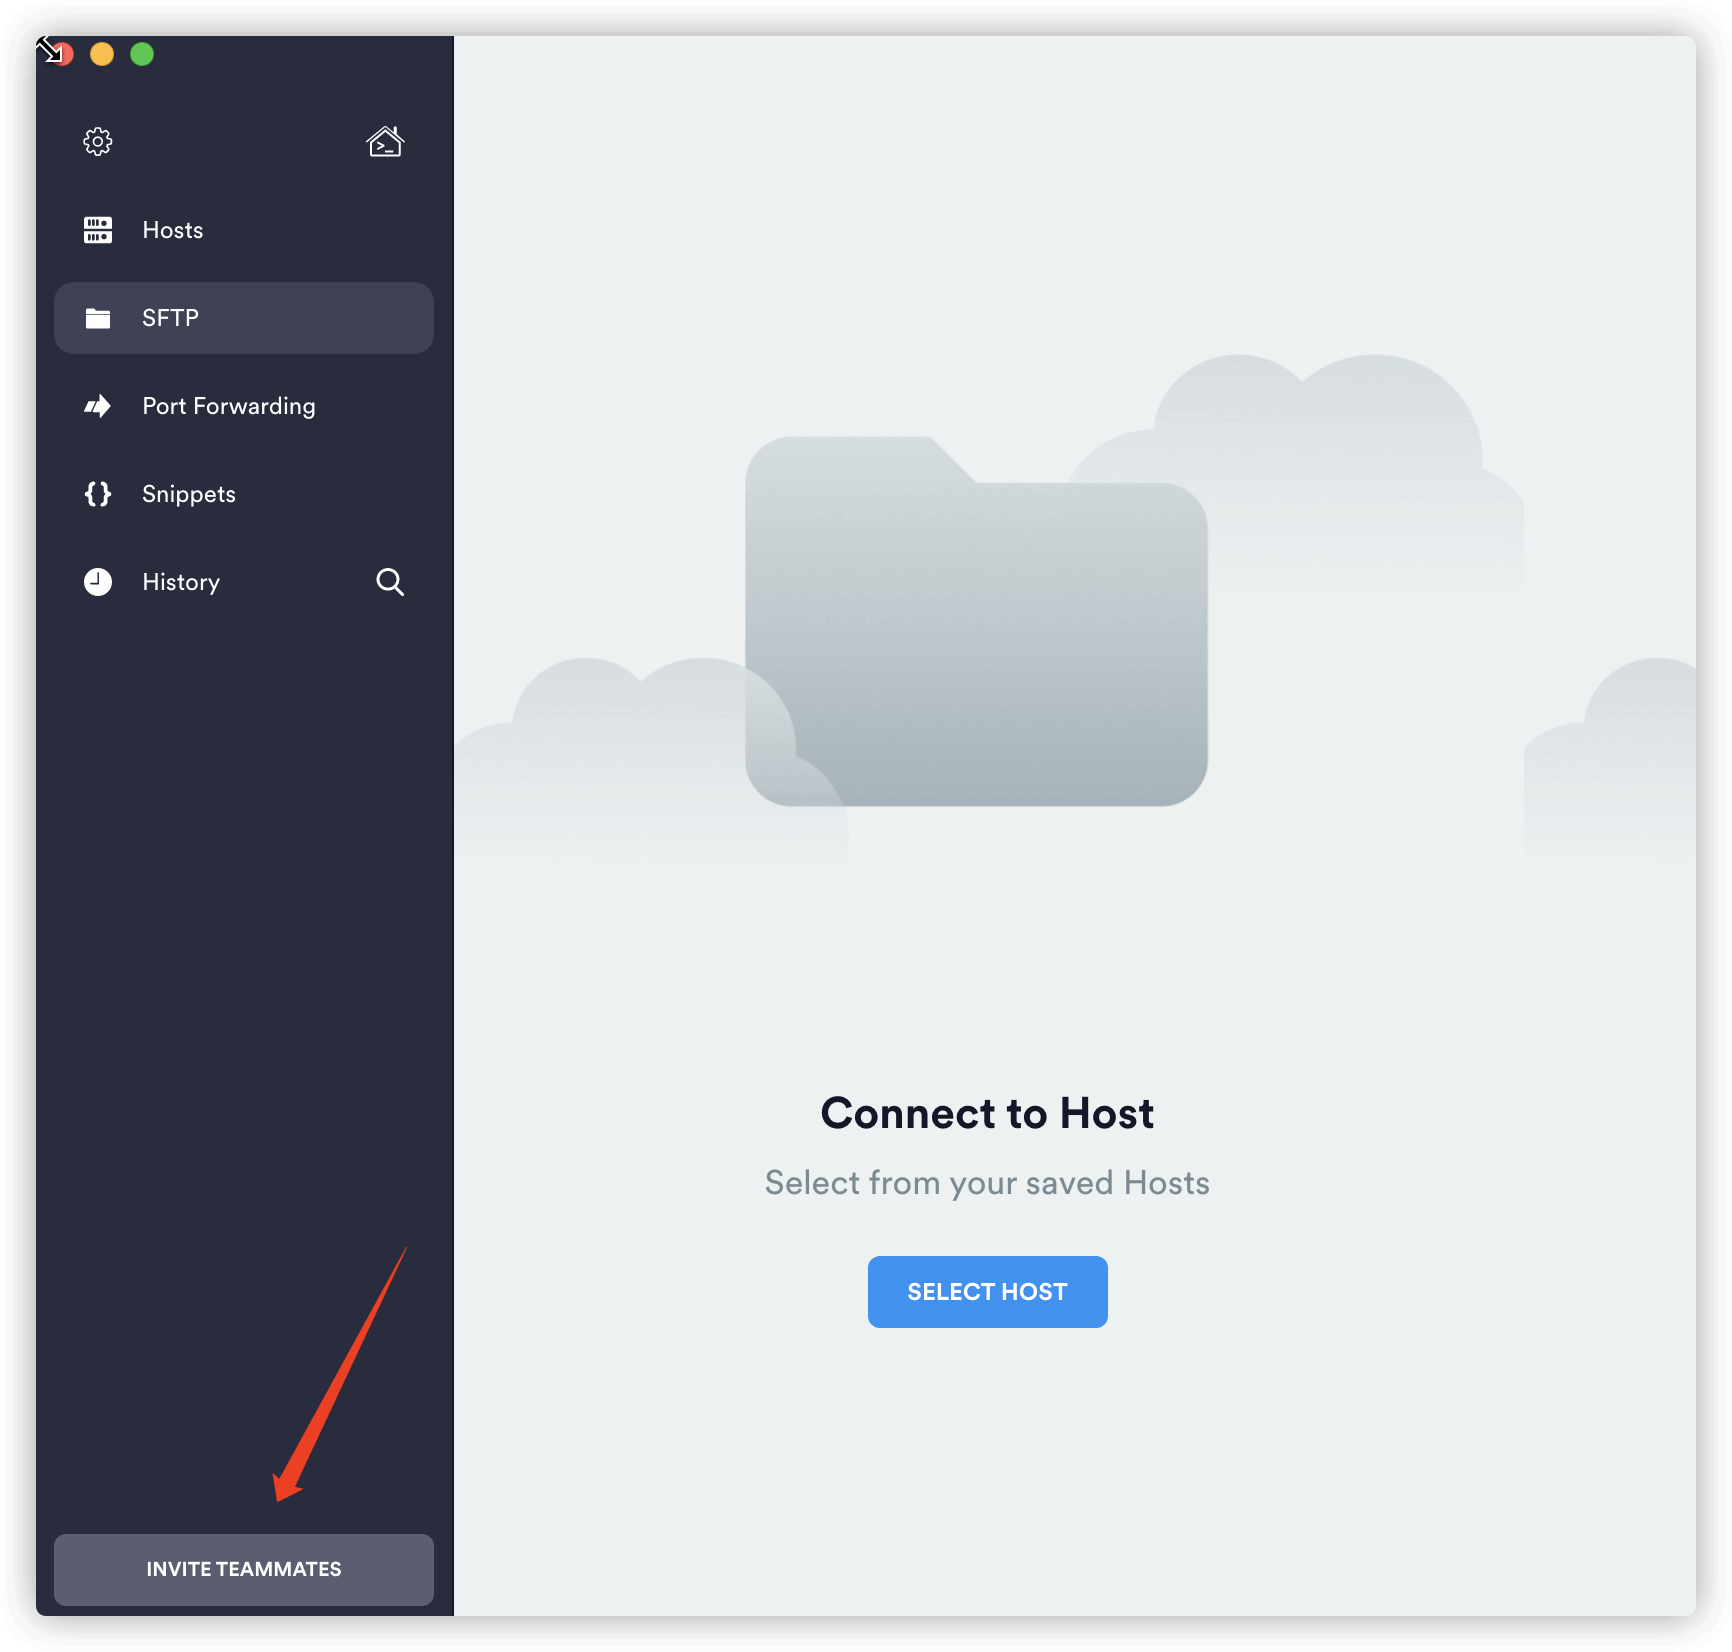 Hosts
SFTP
Port Forwarding
Snippets
History
Connect to Host
Select from your saved Hosts
SELECT HOST
INVITE TEAMMATES